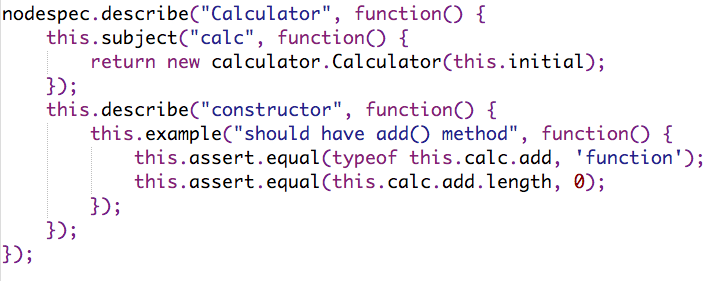 nodespec.describe("Calculator", function() {
    this.subject("calc", function() {
        return new calculator.Calculator(this.initial);
    });
    this.describe("constructor", function() {
        this.example("should have add() method", function() {
            this.assert.equal(typeof this.calc.add, 'function');
            this.assert.equal(this.calc.add.length, 0);
        });
    });
});